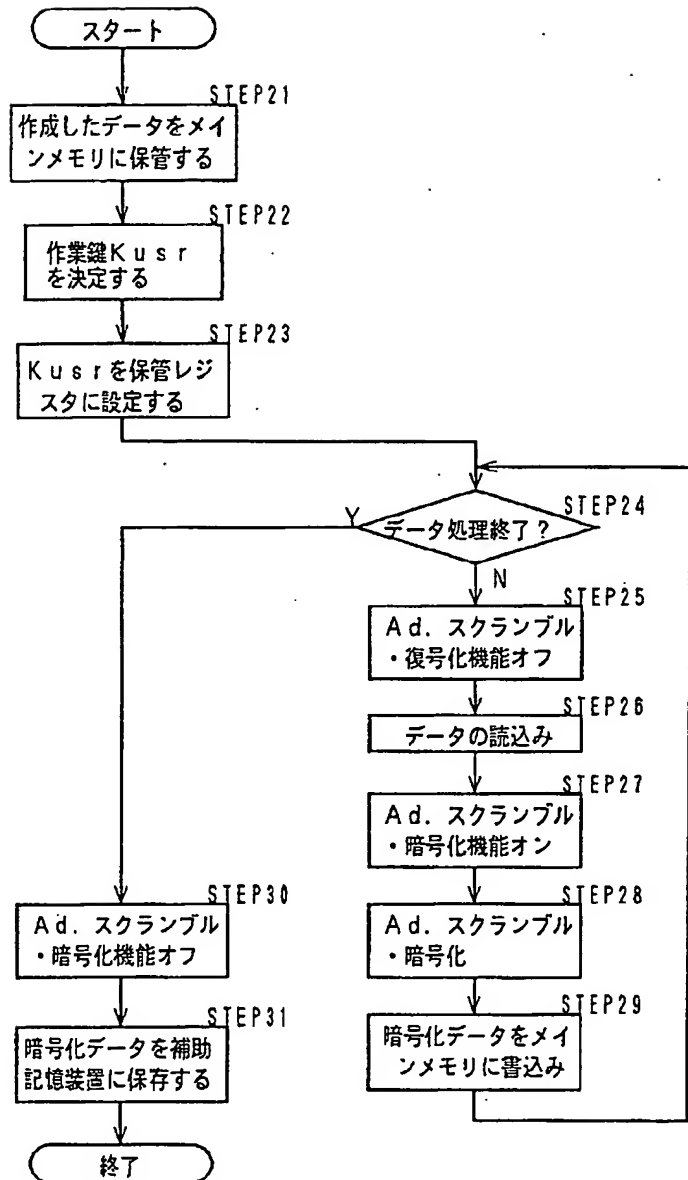 スタート
STEP21
作成したデータをメイ
ンメモリに保管する
STEP22
作業鍵Kusr
を決定する
STEP23
Kusrを保管レジ
スタに設定する
STEP24
データ処理終了?
Y
N
STEP25
Ad.スクランブル
・復号化機能オフ
STEP26
データの読込み
STEP27
Ad.スクランブル
・暗号化機能オン
STEP28
Ad.スクランブル
・暗号化
STEP29
暗号化データをメイ
ンメモリに書込み
STEP30
Ad.スクランブル
・暗号化機能オフ
STEP31
暗号化データを補助
記憶装置に保存する
終了